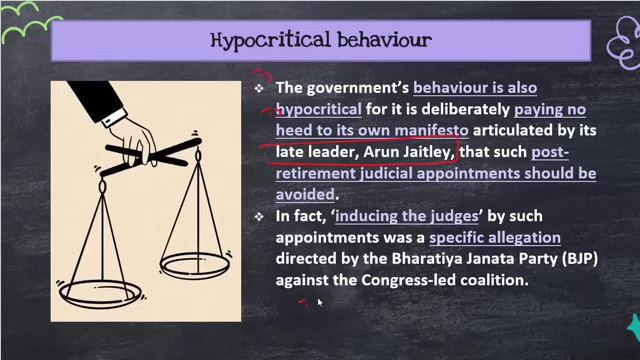 Hypocritical behaviour
The government's behaviour is also
hypocritical for it is deliberately paying no
heed to its own manifesto articulated by its
late leader, Arun Jaitley, that such post-
retirement judicial appointments should be
avoided.
In fact, 'inducing the judges' by such
appointments was a specific allegation
directed by the Bharatiya Janata Party (BJP)
against the Congress-led coalition.